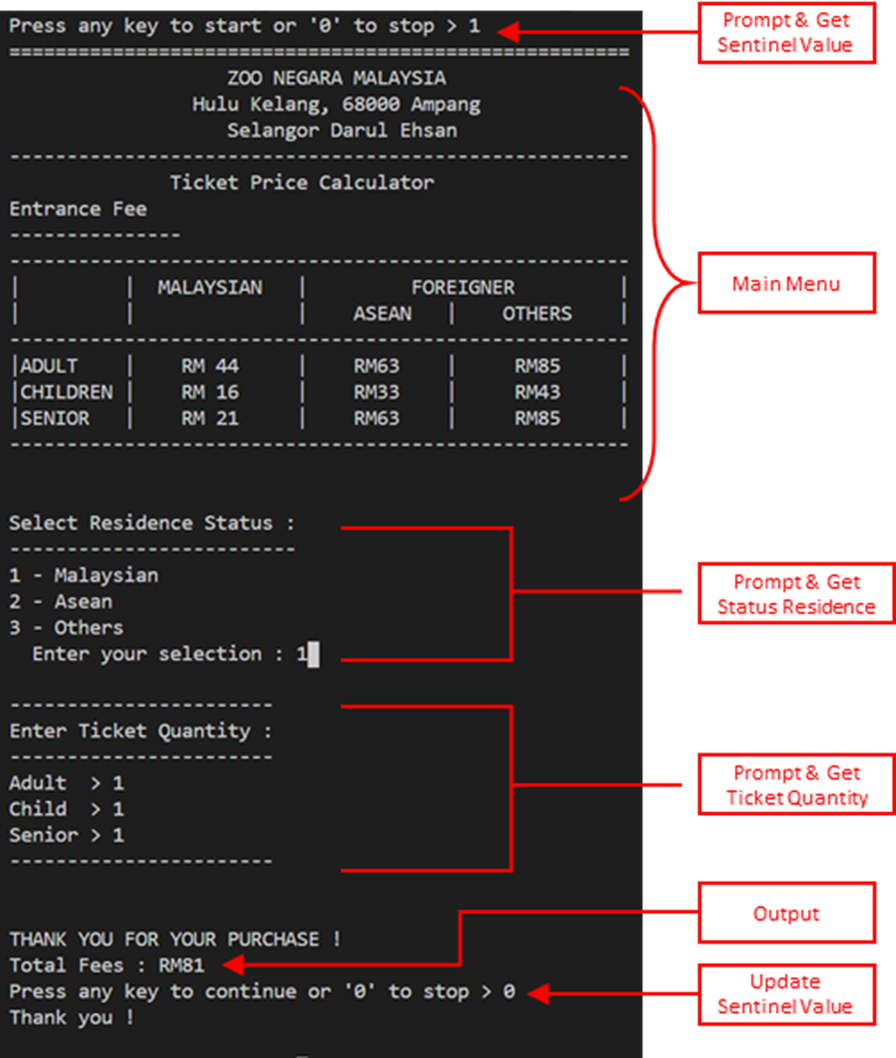 Press any key to start or '0' to stop > 1
Prompt & Get
Sentinel Value
======================================================
ZOO NEGARA MALAYSIA
Hulu Kelang, 68000 Ampang
Selangor Darul Ehsan
------------------------------------------------------
Ticket Price Calculator
Entrance Fee
---------------
------------------------------------------------------
| | MALAYSIAN | FOREIGNER |
| | | ASEAN | OTHERS |
------------------------------------------------------
|ADULT | RM 44 | RM63 | RM85 |
|CHILDREN | RM 16 | RM33 | RM43 |
|SENIOR | RM 21 | RM63 | RM85 |
------------------------------------------------------
Main Menu
Select Residence Status :
-------------------------
1 - Malaysian
2 - Asean
3 - Others
Enter your selection : 1
Prompt & Get
Status Residence
-----------------------
Enter Ticket Quantity :
-----------------------
Adult > 1
Child > 1
Senior > 1
-----------------------
Prompt & Get
Ticket Quantity
THANK YOU FOR YOUR PURCHASE !
Total Fees : RM81
Output
Press any key to continue or '0' to stop > 0
Thank you !
Update
Sentinel Value